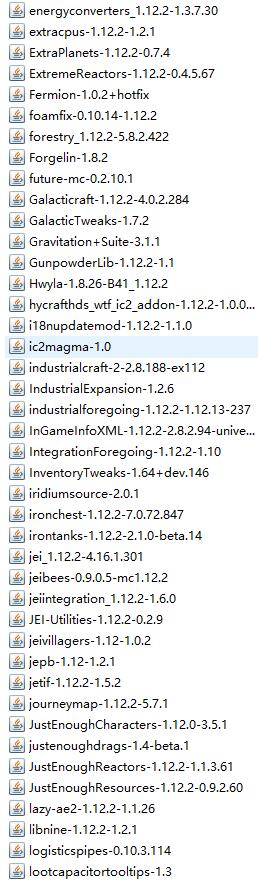 energyconverters_1.12.2-1.3.7.30
extracpus-1.12.2-1.2.1
ExtraPlanets-1.12.2-0.7.4
ExtremeReactors-1.12.2-0.4.5.67
Fermion-1.0.2+hotfix
foamfix-0.10.14-1.12.2
forestry_1.12.2-5.8.2.422
Forgelin-1.8.2
future-mc-0.2.10.1
Galacticraft-1.12.2-4.0.2.284
GalacticTweaks-1.7.2
Gravitation+Suite-3.1.1
GunpowderLib-1.12.2-1.1
Hwyla-1.8.26-B41_1.12.2
hycrafthds_wtf_ic2_addon-1.12.2-1.0.0...
i18nupdatemod-1.12.2-1.1.0
ic2magma-1.0
industrialcraft-2-2.8.188-ex112
IndustrialExpansion-1.2.6
industrialforegoing-1.12.2-1.12.13-237
InGameInfoXML-1.12.2-2.8.2.94-unive...
IntegrationForegoing-1.12.2-1.10
InventoryTweaks-1.64+dev.146
iridiumsource-2.0.1
ironchest-1.12.2-7.0.72.847
irontanks-1.12.2-2.1.0-beta.14
jei_1.12.2-4.16.1.301
jeibees-0.9.0.5-mc1.12.2
jeiintegration_1.12.2-1.6.0
JEI-Utilities-1.12.2-0.2.9
jeivillagers-1.12-1.0.2
jepb-1.12-1.2.1
jetif-1.12.2-1.5.2
journeymap-1.12.2-5.7.1
JustEnoughCharacters-1.12.0-3.5.1
justenoughdrags-1.4-beta.1
JustEnoughReactors-1.12.2-1.1.3.61
JustEnoughResources-1.12.2-0.9.2.60
lazy-ae2-1.12.2-1.1.26
libnine-1.12.2-1.2.1
logisticspipes-0.10.3.114
lootcapacitortooltips-1.3